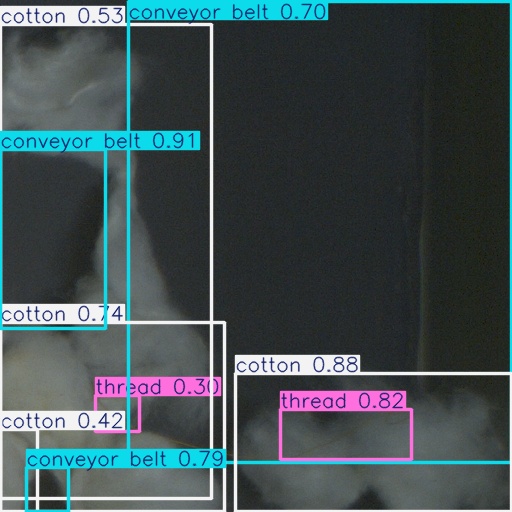 cotton 0.53
conveyor belt 0.70
conveyor belt 0.91
cotton 0.74
cotton 0.88
thread 0.30
thread 0.82
cotton 0.42
conveyor belt 0.79